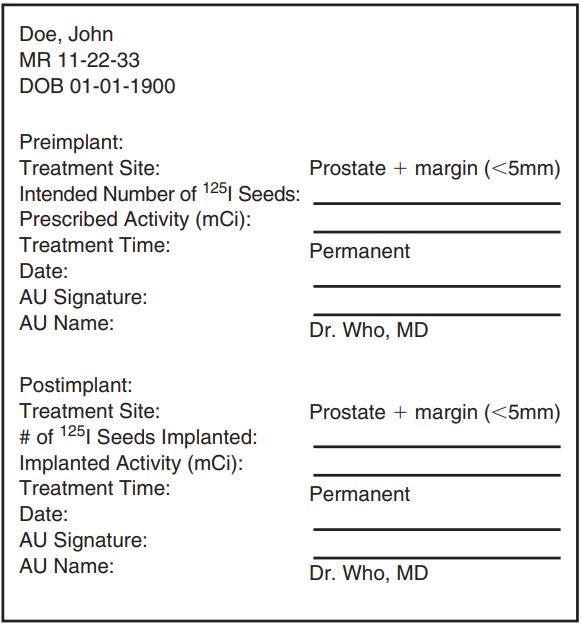 Doe, John
MR 11-22-33
DOB 01-01-1900
Preimplant:
Treatment Site: Prostate + margin (<5mm)
Intended Number of ¹²⁵I Seeds:
Prescribed Activity (mCi):
Treatment Time: Permanent
Date:
AU Signature:
AU Name: Dr. Who, MD
Postimplant:
Treatment Site: Prostate + margin (<5mm)
# of ¹²⁵I Seeds Implanted:
Implanted Activity (mCi):
Treatment Time: Permanent
Date:
AU Signature:
AU Name: Dr. Who, MD